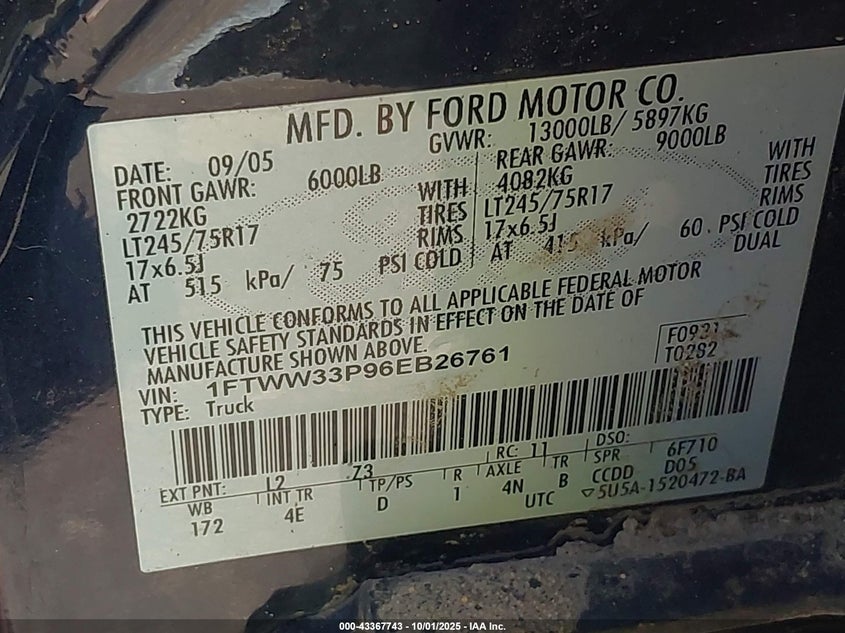 MFD. BY FORD MOTOR CO.
DATE: 09/05 GVWR: 13000LB/ 5897KG
FRONT GAWR: 6000LB REAR GAWR: 9000LB
2722KG WITH 4082KG WITH
LT245/75R17 TIRES LT245/75R17 TIRES
17x6.5J RIMS 17x6.5J RIMS
AT 515 kPa/ 75 PSI COLD AT 415 kPa/ 60 PSI COLD
DUAL
THIS VEHICLE CONFORMS TO ALL APPLICABLE FEDERAL MOTOR
VEHICLE SAFETY STANDARDS IN EFFECT ON THE DATE OF
MANUFACTURE SHOWN ABOVE.
F0921
VIN: 1FTWW33P96EB26761 T0282
TYPE: Truck
EXT PNT: L2 Z3 RC: 11 DSO: 6F710
WB INT TR TP/PS R AXLE TR SPR D05
172 4E D 1 4N B CCDD
UTC ▽5U5A-1520472-BA
000-43367743 - 10/01/2025 - IAA Inc.